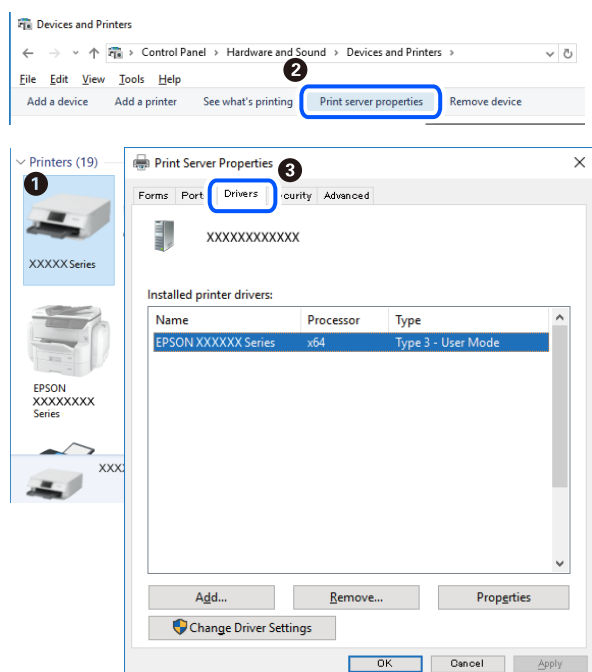 Devices and Printers
Control Panel > Hardware and Sound > Devices and Printers >
2
File Edit View Tools Help
Add a device Add a printer See what's printing Print server properties Remove device
Printers (19)
1
XXXXX Series
EPSON
XXXXXXXX
Series
XXX
Print Server Properties
3
Forms Port Drivers curity Advanced
XXXXXXXXXXXX
Installed printer drivers:
Name Processor Type
EPSON XXXXXX Series x64 Type 3 - User Mode
Add... Remove... Properties
Change Driver Settings
OK Cancel Apply